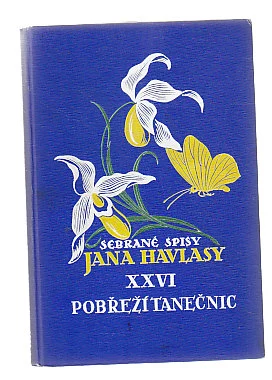 SEBRANÉ SPISY
JANA HAVLASY
XXVI
POBŘEŽÍ TANEČNIC